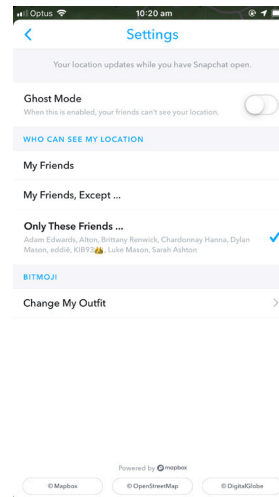 Optus 10:20 am
Settings
Your location updates while you have Snapchat open.
Ghost Mode
When this is enabled, your friends can't see your location.
WHO CAN SEE MY LOCATION
My Friends
My Friends, Except ...
Only These Friends ...
Adam Edwards, Alton, Brittany Renwick, Chardonnay Hanna, Dylan
Mason, eddié, KIB93👑, Luke Mason, Sarah Ashton
BITMOJI
Change My Outfit
Powered by mapbox
© Mapbox © OpenStreetMap © DigitalGlobe